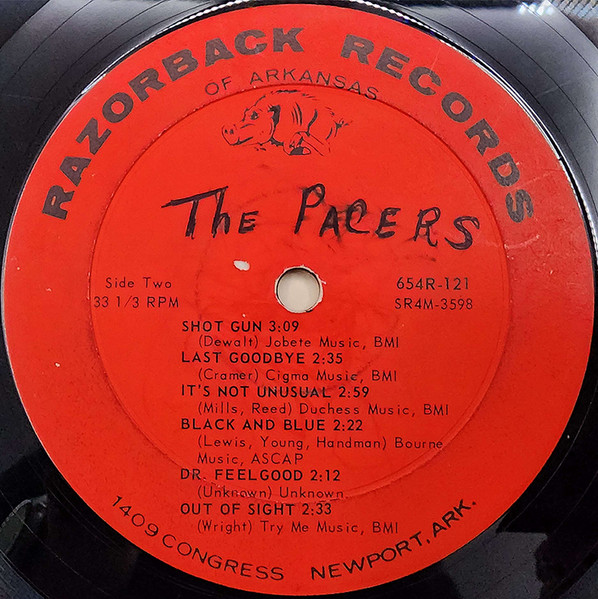 RAZORBACK RECORDS
OF ARKANSAS
The PACERS
Side Two
33 1/3 RPM
654R-121
SR4M-3598
SHOT GUN 3:09
(Dewalt) Jobete Music, BMI
LAST GOODBYE 2:35
(Cramer) Cigma Music, BMI
IT'S NOT UNUSUAL 2:59
(Mills, Reed) Duchess Music, BMI
BLACK AND BLUE 2:22
(Lewis, Young, Handman) Bourne
Music, ASCAP
DR. FEELGOOD 2:12
(Unknown) Unknown
OUT OF SIGHT 2:33
(Wright) Try Me Music, BMI
1409 CONGRESS NEWPORT, ARK.